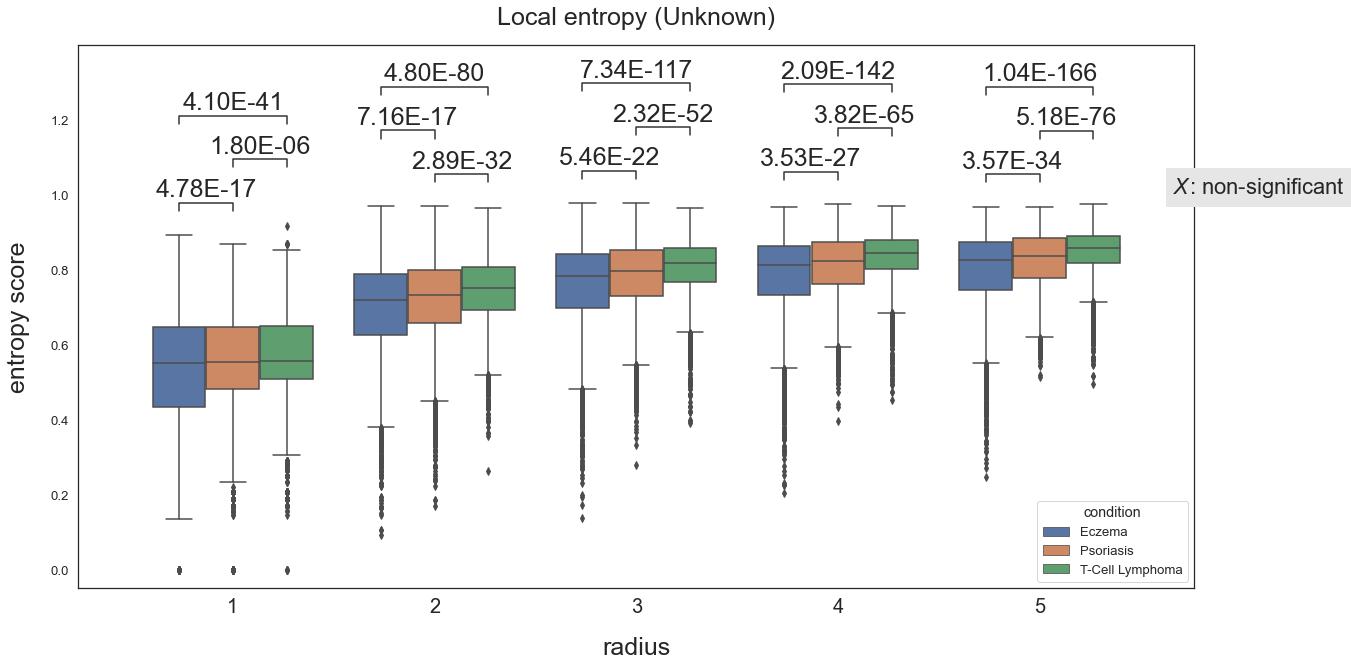 Local entropy (Unknown)
4.80E-80
7.34E-117
2.09E-142
1.04E-166
4.10E-41
7.16E-17
2.32E-52
3.82E-65
5.18E-76
1.80E-06
2.89E-32
5.46E-22
3.53E-27
3.57E-34
4.78E-17
X: non-significant
entropy score
1.2
1.0
0.8
0.6
0.4
0.2
0.0
condition
Eczema
Psoriasis
T-Cell Lymphoma
1 2 3 4 5
radius